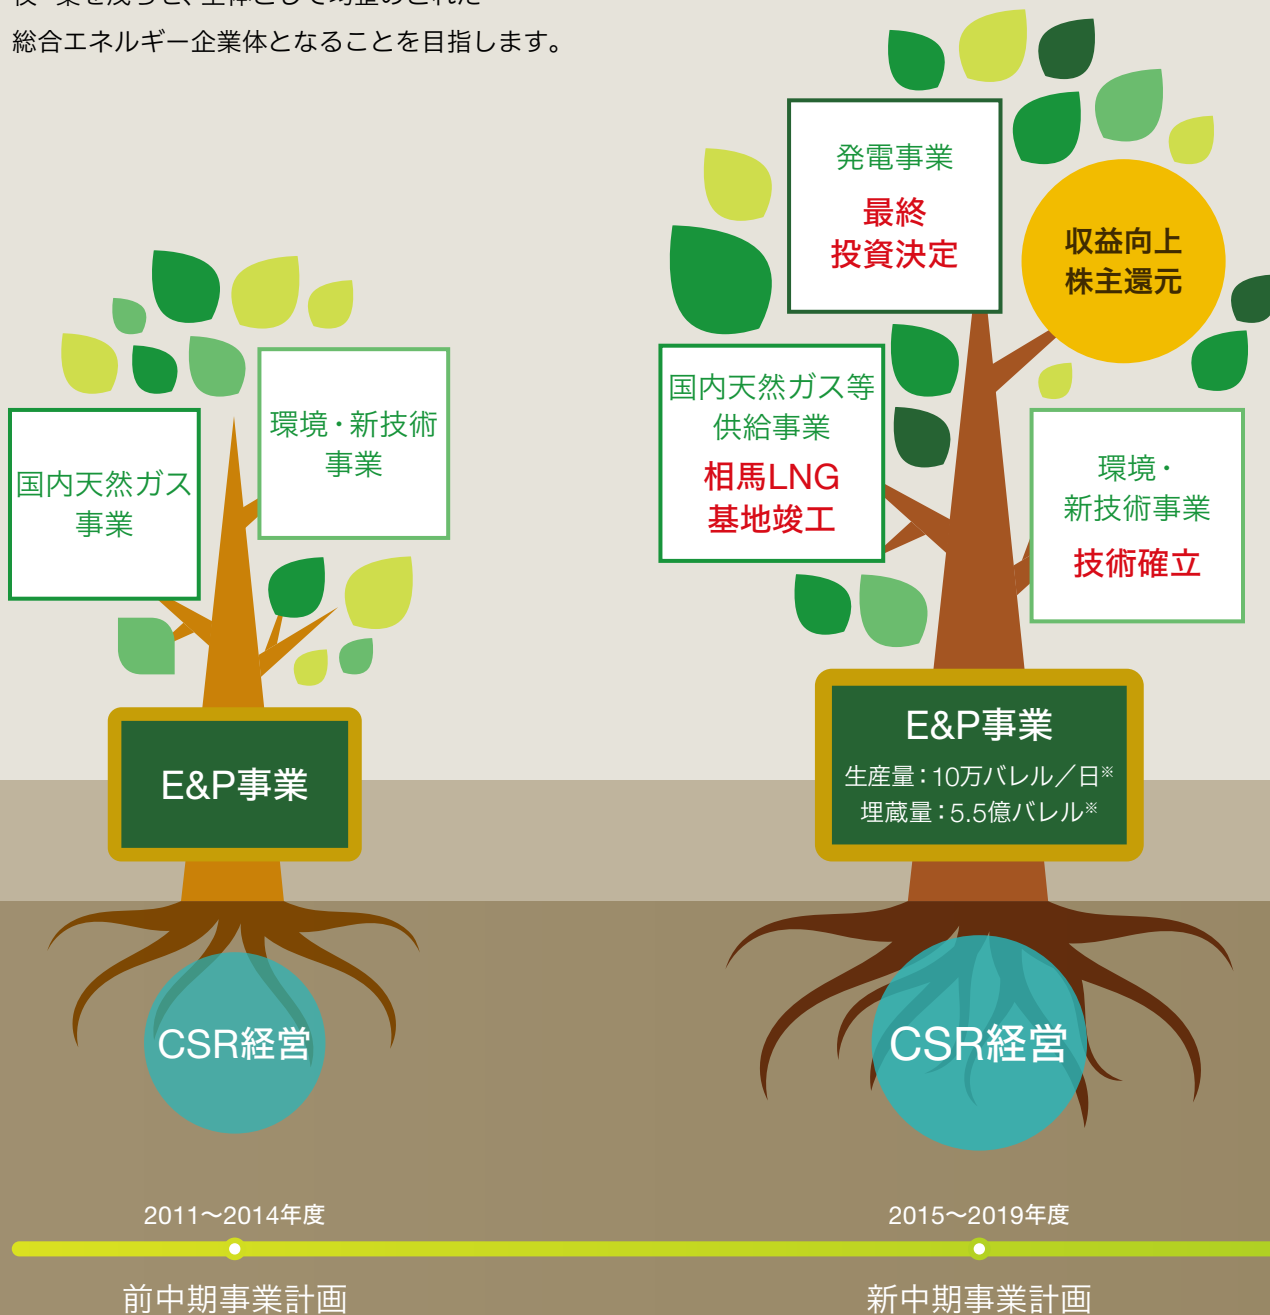 総合エネルギー企業体となることを目指します。
国内天然ガス
事業
環境・新技術
事業
E&P事業
CSR経営
2011〜2014年度
前中期事業計画
発電事業
最終
投資決定
収益向上
株主還元
国内天然ガス等
供給事業
相馬LNG
基地竣工
環境・
新技術事業
技術確立
E&P事業
生産量：10万バレル／日※
埋蔵量：5.5億バレル※
CSR経営
2015〜2019年度
新中期事業計画